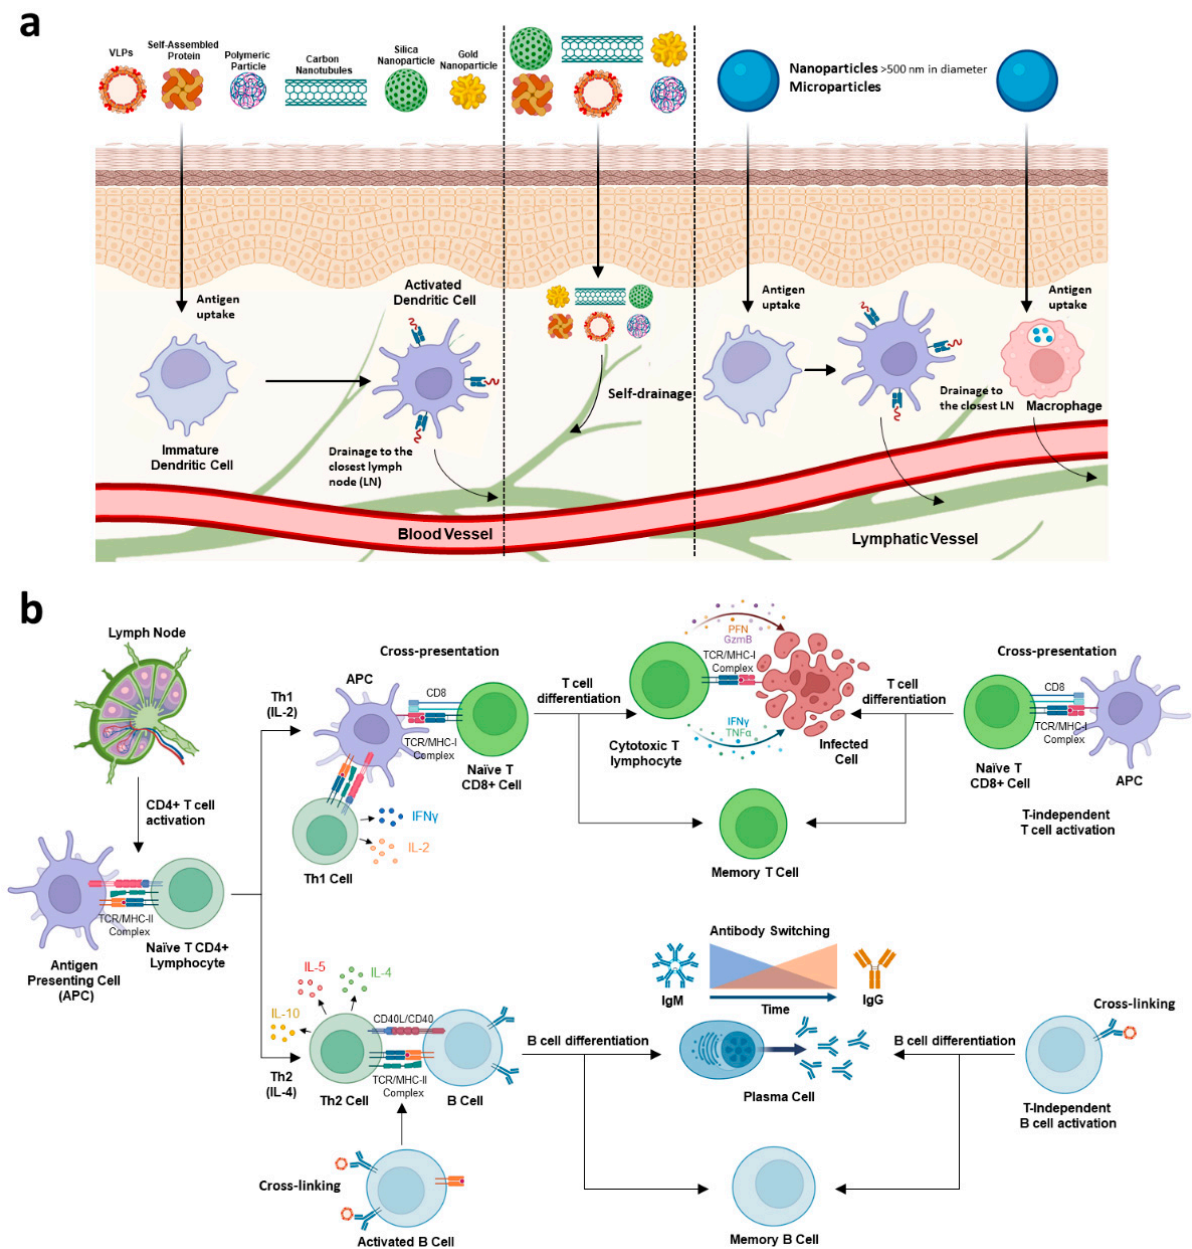 a
VLPs
Self-Assembled
Protein
Polymeric
Particle
Carbon
Nanotubules
Silica
Nanoparticle
Gold
Nanoparticle
Nanoparticles >500 nm in diameter
Microparticles
Antigen
uptake
Immature
Dendritic Cell
Activated
Dendritic Cell
Drainage to the
closest lymph
node (LN)
Self-drainage
Antigen
uptake
Drainage to
the closest LN
Antigen
uptake
Macrophage
Blood Vessel
Lymphatic Vessel
b
Lymph Node
CD4+ T cell
activation
TCR/MHC-II
Complex
Antigen
Presenting Cell
(APC)
Naïve T CD4+
Lymphocyte
Th1
(IL-2)
Cross-presentation
APC
CD8
TCR/MHC-I
Complex
Naïve T
CD8+ Cell
IFNγ
IL-2
Th1 Cell
T cell
differentiation
PFN
GzmB
TCR/MHC-I
Complex
IFNγ
TNFα
Cytotoxic T
lymphocyte
Infected
Cell
T cell
differentiation
Memory T Cell
Cross-presentation
CD8
TCR/MHC-I
Complex
Naïve T
CD8+ Cell
APC
T-independent
T cell activation
Th2
(IL-4)
IL-5
IL-4
IL-10
CD40L/CD40
TCR/MHC-II
Complex
Th2 Cell
B Cell
Cross-linking
Activated B Cell
B cell differentiation
Antibody Switching
IgM
IgG
Time
Plasma Cell
B cell differentiation
Memory B Cell
Cross-linking
T-Independent
B cell activation